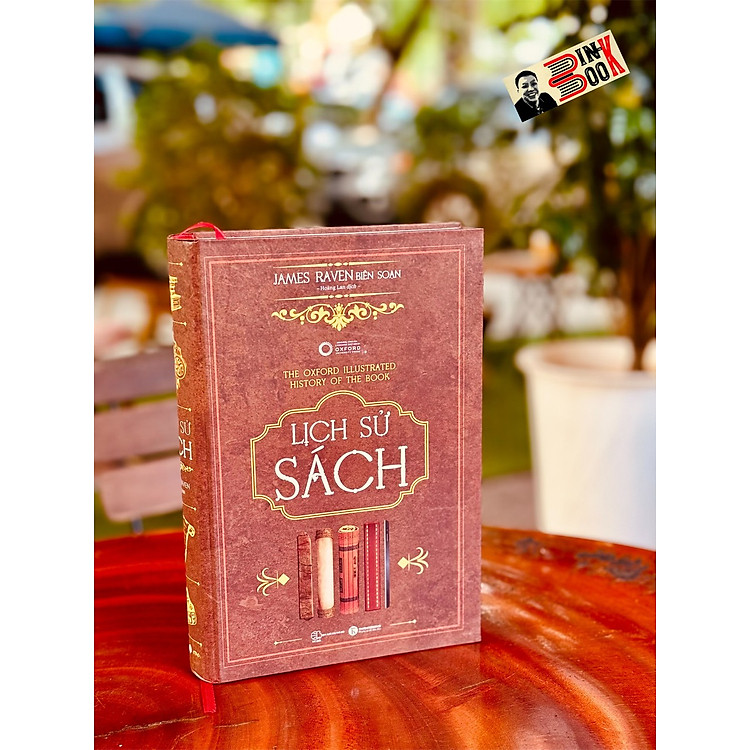 BIN
BOOK
JAMES RAVEN BIÊN SOẠN
- Hoàng Lan dịch -
OXFORD
THE OXFORD ILLUSTRATED
HISTORY OF THE BOOK
LỊCH SỬ
SÁCH